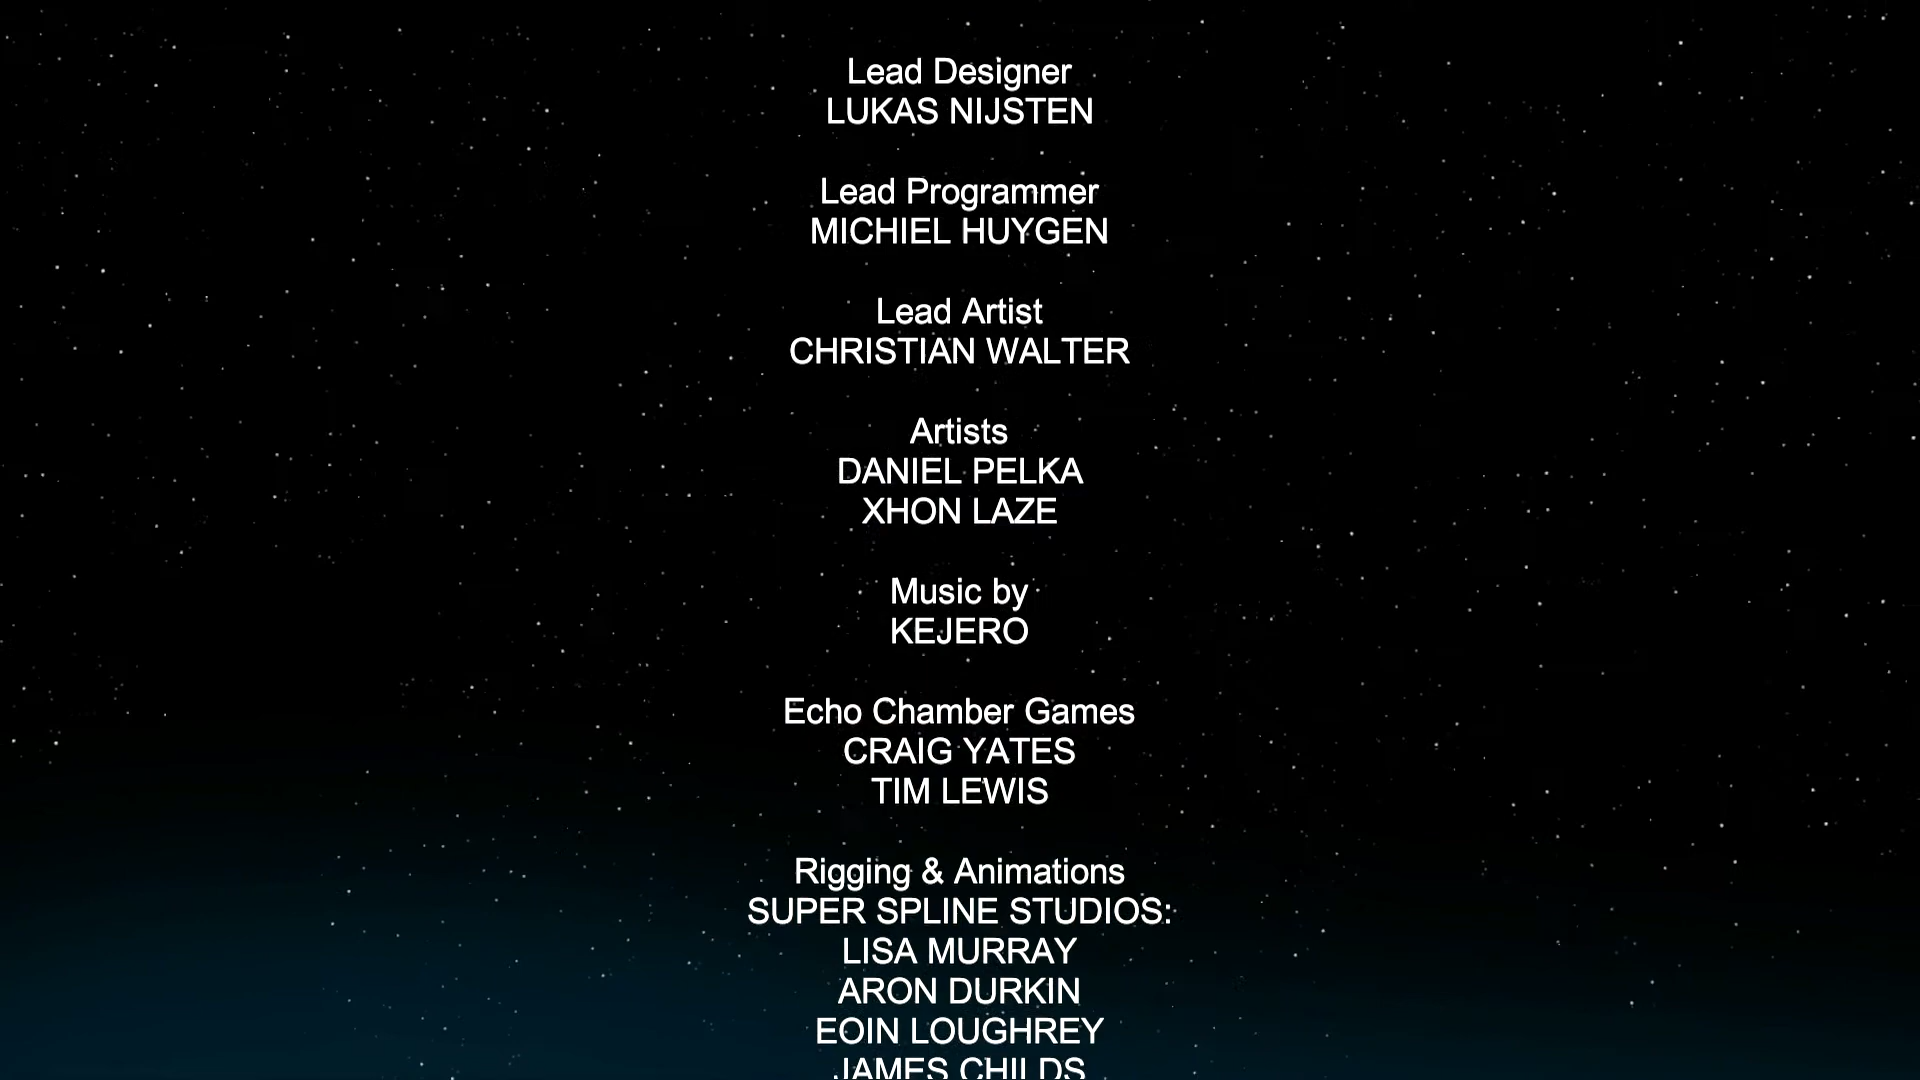 Lead Designer
LUKAS NIJSTEN
Lead Programmer
MICHIEL HUYGEN
Lead Artist
CHRISTIAN WALTER
Artists
DANIEL PELKA
XHON LAZE
Music by
KEJERO
Echo Chamber Games
CRAIG YATES
TIM LEWIS
Rigging & Animations
SUPER SPLINE STUDIOS:
LISA MURRAY
ARON DURKIN
EOIN LOUGHREY
JAMES CHILDS